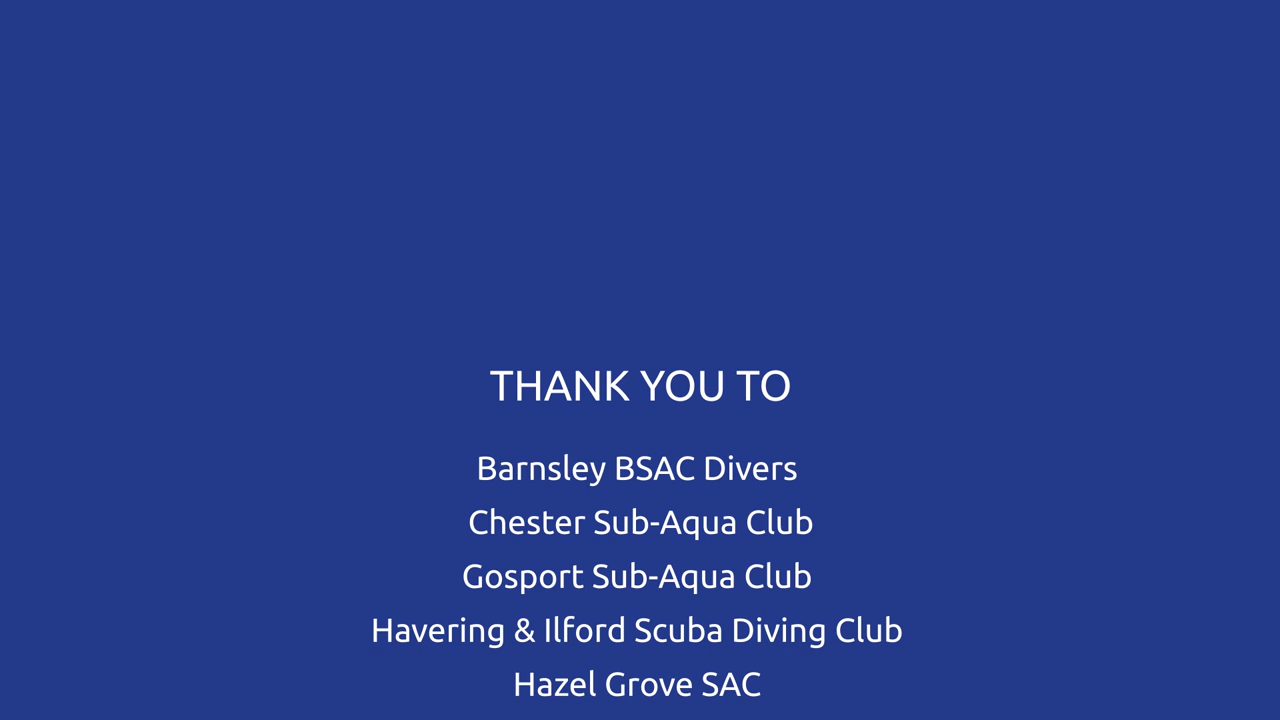 THANK YOU TO
Barnsley BSAC Divers
Chester Sub-Aqua Club
Gosport Sub-Aqua Club
Havering & Ilford Scuba Diving Club
Hazel Grove SAC